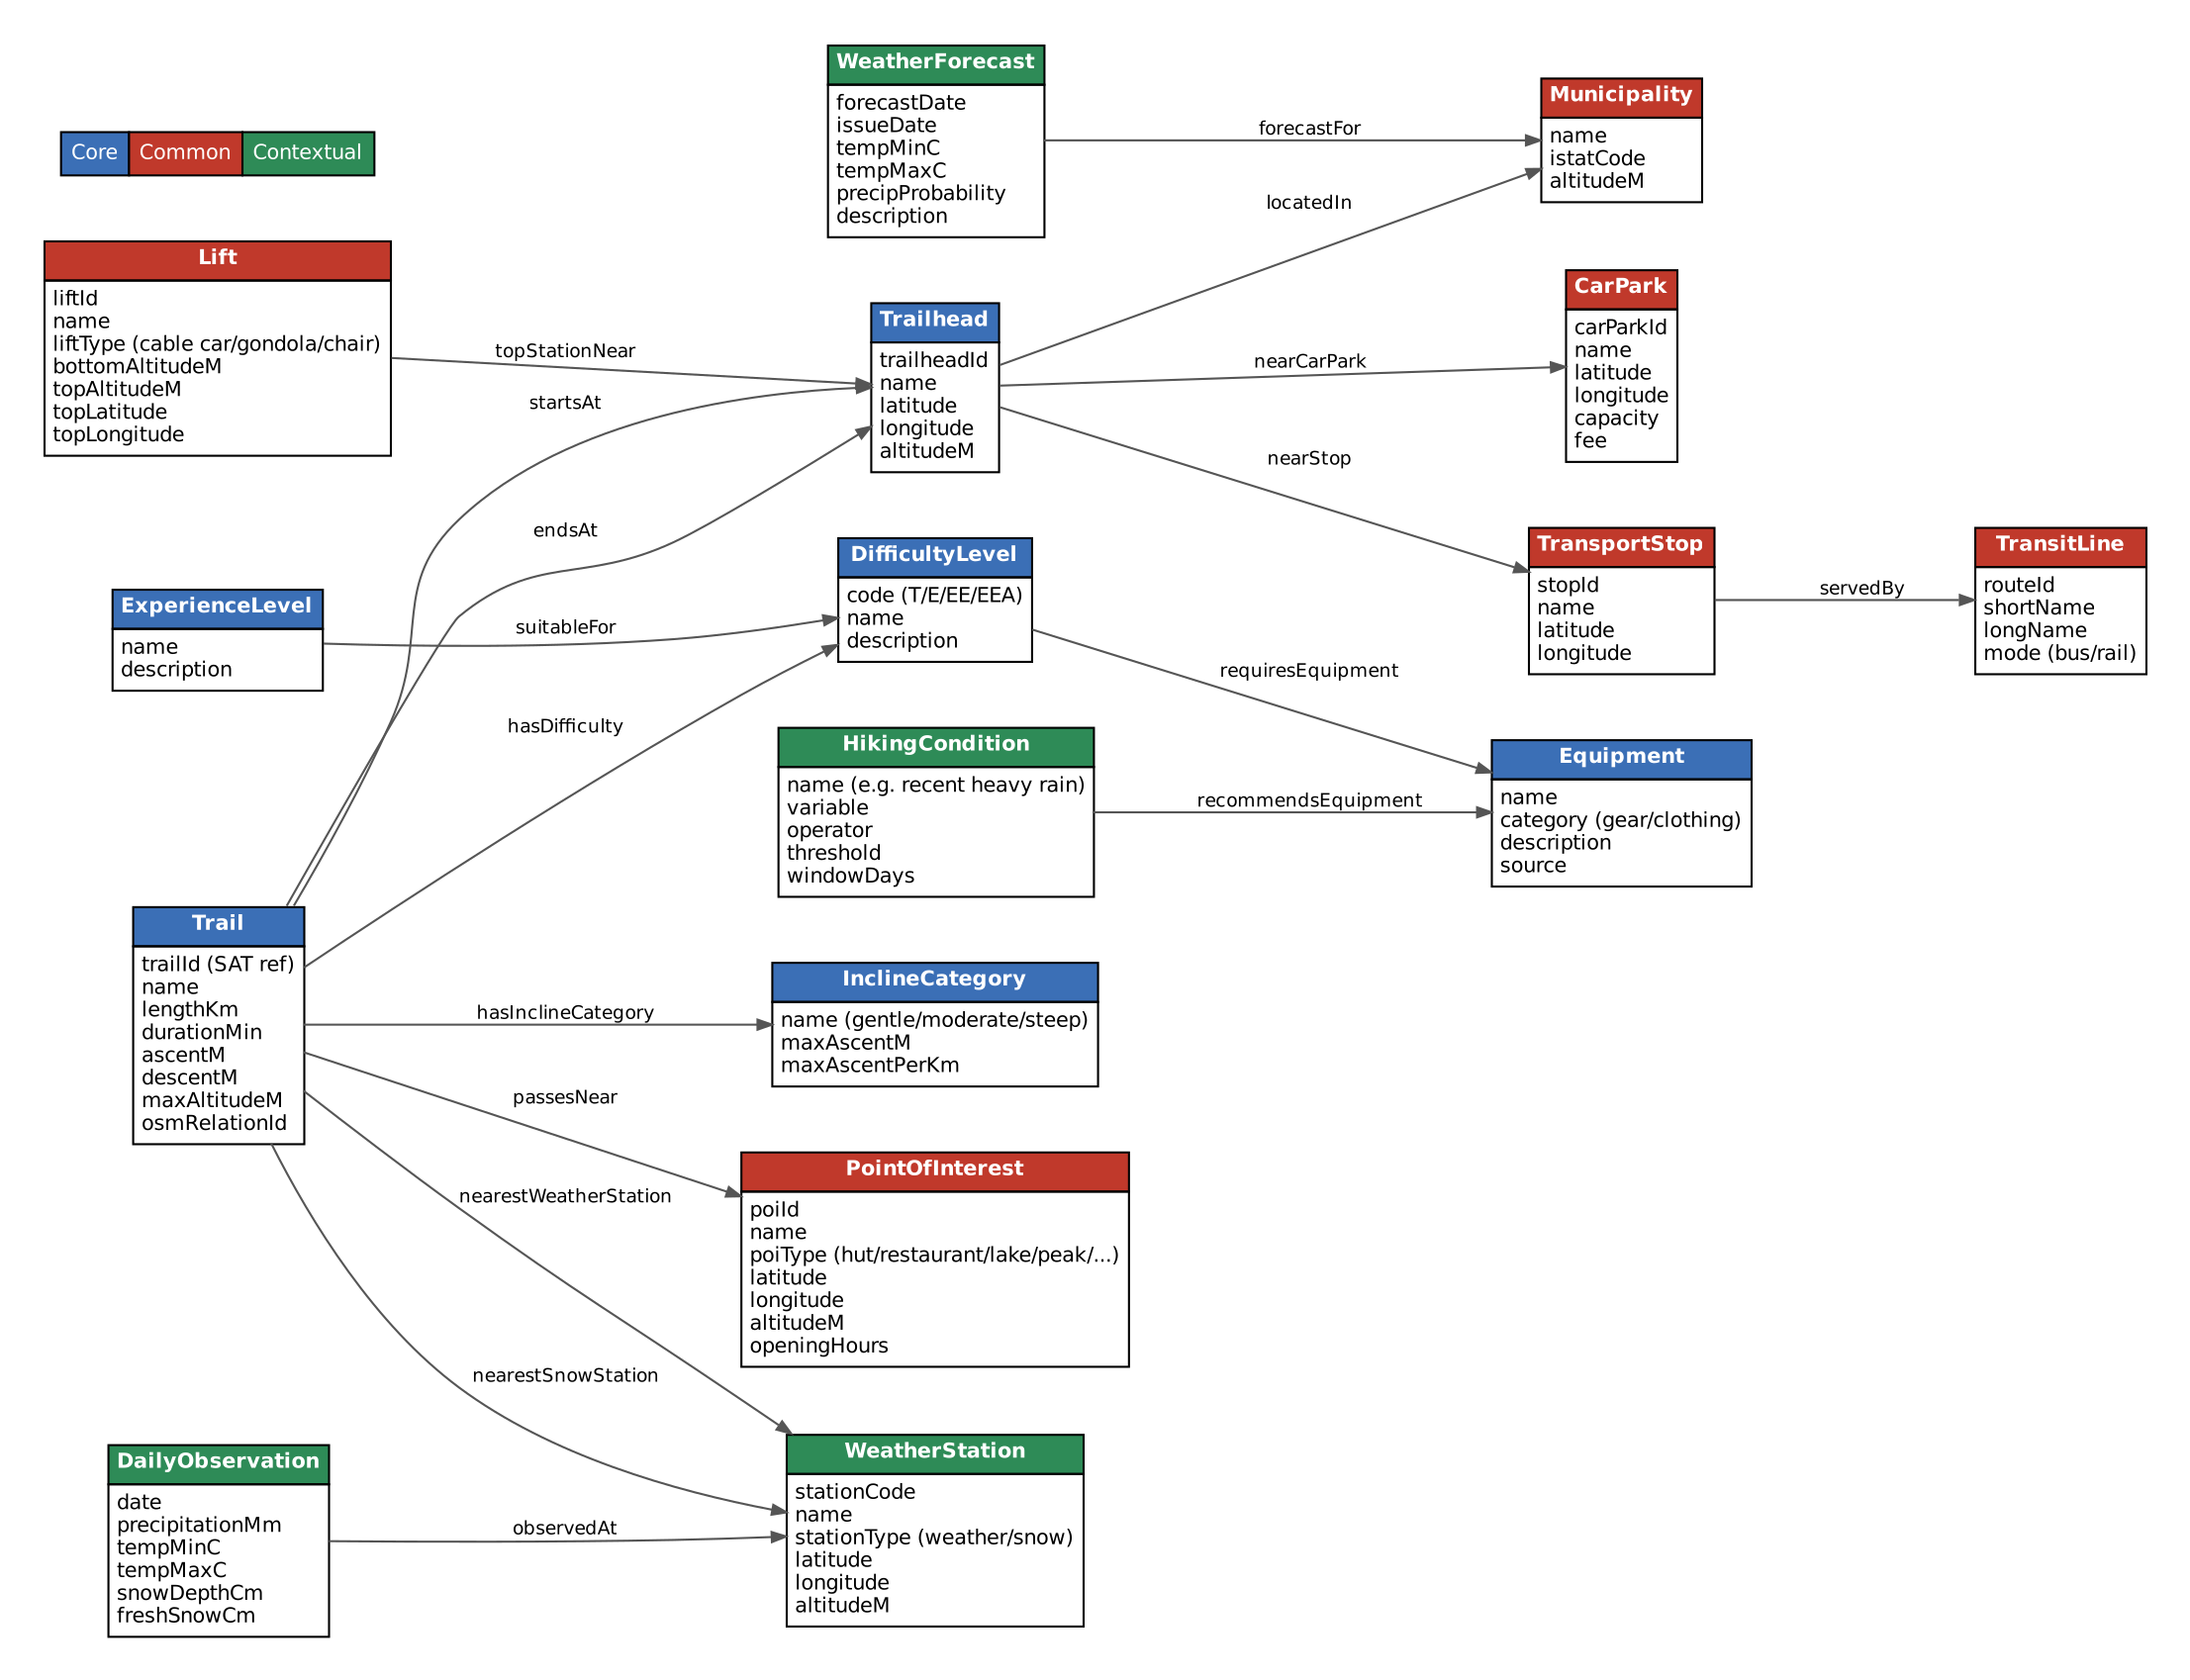 Core Common Contextual
WeatherForecast
forecastDate
issueDate
tempMinC
tempMaxC
precipProbability
description
forecastFor
Municipality
name
istatCode
altitudeM
locatedIn
Lift
liftId
name
liftType (cable car/gondola/chair)
bottomAltitudeM
topAltitudeM
topLatitude
topLongitude
topStationNear
startsAt
endsAt
Trailhead
trailheadId
name
latitude
longitude
altitudeM
nearCarPark
CarPark
carParkId
name
latitude
longitude
capacity
fee
nearStop
TransportStop
stopId
name
latitude
longitude
servedBy
TransitLine
routeId
shortName
longName
mode (bus/rail)
ExperienceLevel
name
description
suitableFor
DifficultyLevel
code (T/E/EE/EEA)
name
description
requiresEquipment
hasDifficulty
HikingCondition
name (e.g. recent heavy rain)
variable
operator
threshold
windowDays
recommendsEquipment
Equipment
name
category (gear/clothing)
description
source
Trail
trailId (SAT ref)
name
lengthKm
durationMin
ascentM
descentM
maxAltitudeM
osmRelationId
hasInclineCategory
InclineCategory
name (gentle/moderate/steep)
maxAscentM
maxAscentPerKm
passesNear
PointOfInterest
poiId
name
poiType (hut/restaurant/lake/peak/...)
latitude
longitude
altitudeM
openingHours
nearestWeatherStation
nearestSnowStation
DailyObservation
date
precipitationMm
tempMinC
tempMaxC
snowDepthCm
freshSnowCm
observedAt
WeatherStation
stationCode
name
stationType (weather/snow)
latitude
longitude
altitudeM